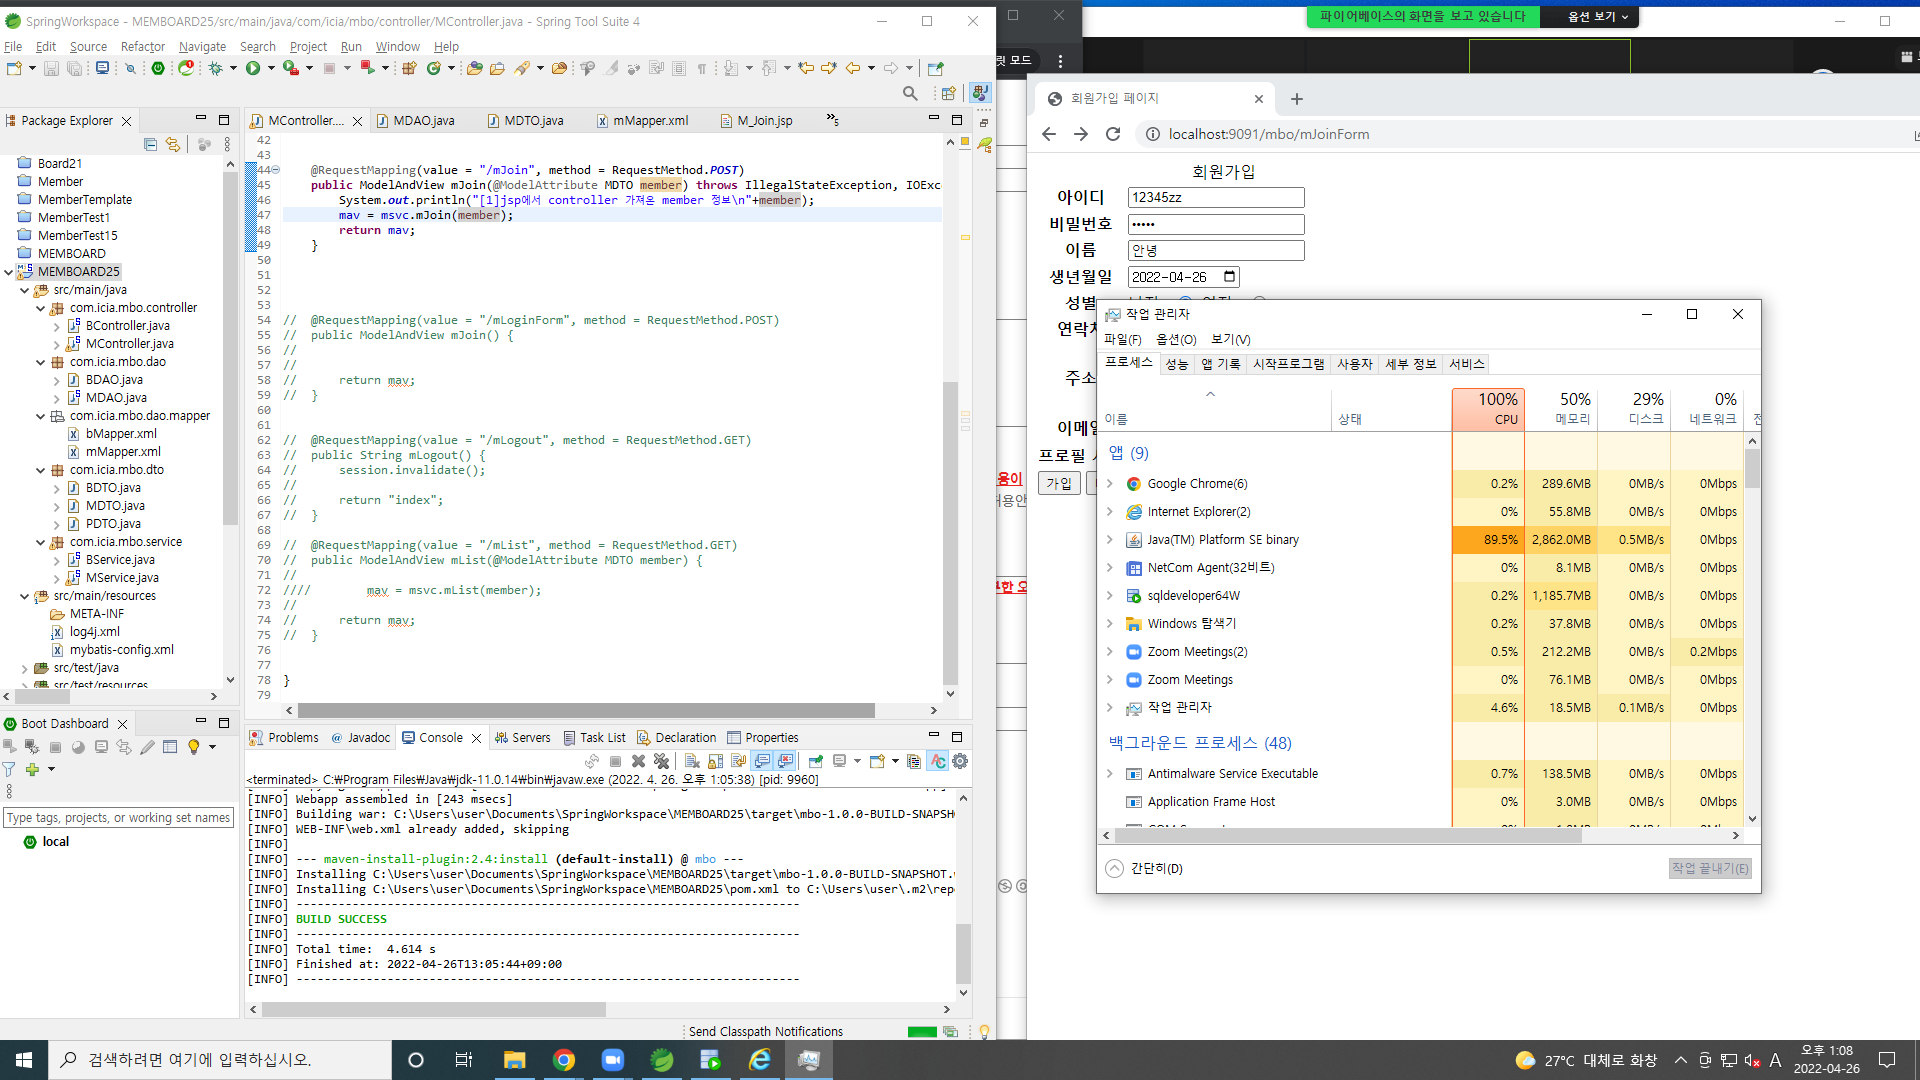 SpringWorkspace - MEMBOARD25/src/main/java/com/icia/mbo/controller/MController.java - Spring Tool Suite 4
File Edit Source Refactor Navigate Search Project Run Window Help
Package Explorer
Board21
Member
MemberTemplate
MemberTest1
MemberTest15
MEMBOARD
MEMBOARD25
src/main/java
com.icia.mbo.controller
BController.java
MController.java
com.icia.mbo.dao
BDAO.java
MDAO.java
com.icia.mbo.dao.mapper
bMapper.xml
mMapper.xml
com.icia.mbo.dto
BDTO.java
MDTO.java
PDTO.java
com.icia.mbo.service
BService.java
MService.java
src/main/resources
META-INF
log4j.xml
mybatis-config.xml
src/test/java
src/test/resources
Boot Dashboard
Type tags, projects, or working set names
local
MController.... MDAO.java MDTO.java mMapper.xml M_Join.jsp »5
42
43
44 @RequestMapping(value = "/mJoin", method = RequestMethod.POST)
45 public ModelAndView mJoin(@ModelAttribute MDTO member) throws IllegalStateException, IOExc
46 System.out.println("[1]jsp에서 controller 가져온 member 정보\n"+member);
47 mav = msvc.mJoin(member);
48 return mav;
49 }
50
51
52
53
54 // @RequestMapping(value = "/mLoginForm", method = RequestMethod.POST)
55 // public ModelAndView mJoin() {
56 //
57 //
58 // return mav;
59 // }
60
61
62 // @RequestMapping(value = "/mLogout", method = RequestMethod.GET)
63 // public String mLogout() {
64 // session.invalidate();
65 //
66 // return "index";
67 // }
68
69 // @RequestMapping(value = "/mList", method = RequestMethod.GET)
70 // public ModelAndView mList(@ModelAttribute MDTO member) {
71 //
72 //// mav = msvc.mList(member);
73 //
74 // return mav;
75 // }
76
77
78 }
79
Problems Javadoc Console Servers Task List Declaration Properties
<terminated> C:₩Program Files₩Java₩jdk-11.0.14₩bin₩javaw.exe (2022. 4. 26. 오후 1:05:38) [pid: 9960]
[INFO] Webapp assembled in [243 msecs]
[INFO] Building war: C:\Users\user\Documents\SpringWorkspace\MEMBOARD25\target\mbo-1.0.0-BUILD-SNAPSHO
[INFO] WEB-INF\web.xml already added, skipping
[INFO]
[INFO] --- maven-install-plugin:2.4:install (default-install) @ mbo ---
[INFO] Installing C:\Users\user\Documents\SpringWorkspace\MEMBOARD25\target\mbo-1.0.0-BUILD-SNAPSHOT.
[INFO] Installing C:\Users\user\Documents\SpringWorkspace\MEMBOARD25\pom.xml to C:\Users\user\.m2\rep
[INFO] ------------------------------------------------------------------------
[INFO] BUILD SUCCESS
[INFO] ------------------------------------------------------------------------
[INFO] Total time: 4.614 s
[INFO] Finished at: 2022-04-26T13:05:44+09:00
[INFO] ------------------------------------------------------------------------
Send Classpath Notifications
파이어베이스의 화면을 보고 있습니다 옵션 보기
모드
회원가입 페이지
localhost:9091/mbo/mJoinForm
회원가입
아이디 12345zz
비밀번호 •••••
이름 안녕
생년월일 2022-04-26
성별
주소
이메일
프로필
가입
작업 관리자
파일(F) 옵션(O) 보기(V)
프로세스 성능 앱 기록 시작프로그램 사용자 세부 정보 서비스
100% 50% 29% 0%
이름 상태 CPU 메모리 디스크 네트워크
앱 (9)
Google Chrome(6) 0.2% 289.6MB 0MB/s 0Mbps
Internet Explorer(2) 0% 55.8MB 0MB/s 0Mbps
Java(TM) Platform SE binary 89.5% 2,862.0MB 0.5MB/s 0Mbps
NetCom Agent(32비트) 0% 8.1MB 0MB/s 0Mbps
sqldeveloper64W 0.2% 1,185.7MB 0MB/s 0Mbps
Windows 탐색기 0.2% 37.8MB 0MB/s 0Mbps
Zoom Meetings(2) 0.5% 212.2MB 0MB/s 0.2Mbps
Zoom Meetings 0% 76.1MB 0MB/s 0Mbps
작업 관리자 4.6% 18.5MB 0.1MB/s 0Mbps
백그라운드 프로세스 (48)
Antimalware Service Executable 0.7% 138.5MB 0MB/s 0Mbps
Application Frame Host 0% 3.0MB 0MB/s 0Mbps
간단히(D) 작업 끝내기(E)
검색하려면 여기에 입력하십시오.
27°C 대체로 화창
A
오후 1:08
2022-04-26